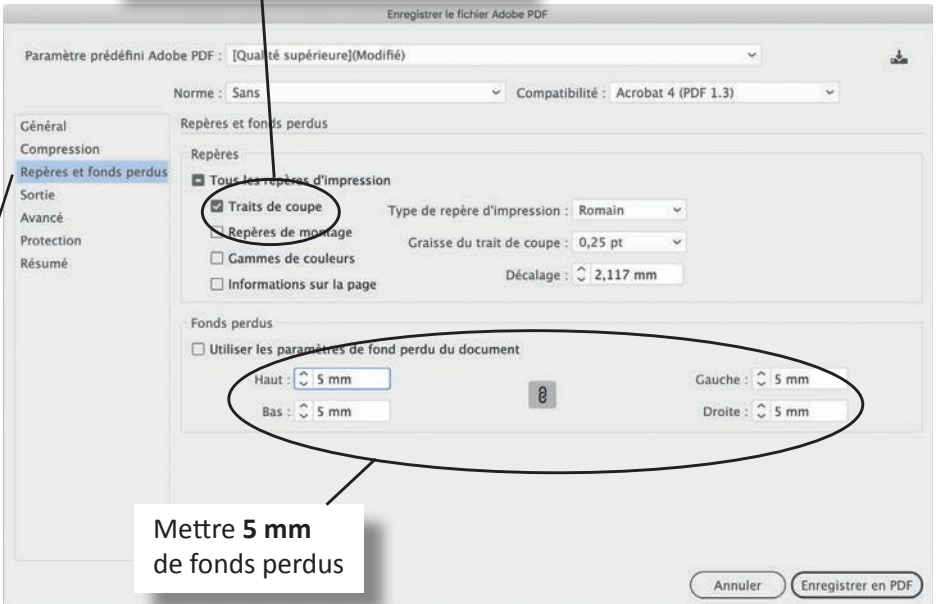 Enregistrer le fichier Adobe PDF
Paramètre prédéfini Adobe PDF : [Qualité supérieure](Modifié)
Norme : Sans Compatibilité : Acrobat 4 (PDF 1.3)
Général
Compression
Repères et fonds perdus
Sortie
Avancé
Protection
Résumé
Repères et fonds perdus
Repères
Tous les repères d'impression
Traits de coupe
Repères de montage
Gammes de couleurs
Informations sur la page
Type de repère d'impression : Romain
Graisse du trait de coupe : 0,25 pt
Décalage : 2,117 mm
Fonds perdus
Utiliser les paramètres de fond perdu du document
Haut : 5 mm
Bas : 5 mm
Gauche : 5 mm
Droite : 5 mm
Mettre 5 mm
de fonds perdus
Annuler Enregistrer en PDF